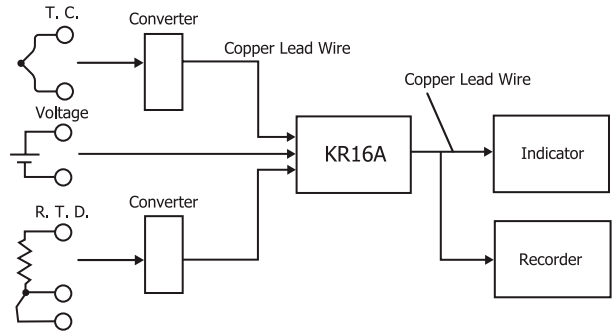 T. C.
Converter
Copper Lead Wire
Copper Lead Wire
Voltage
KR16A
Indicator
R. T. D.
Converter
Recorder